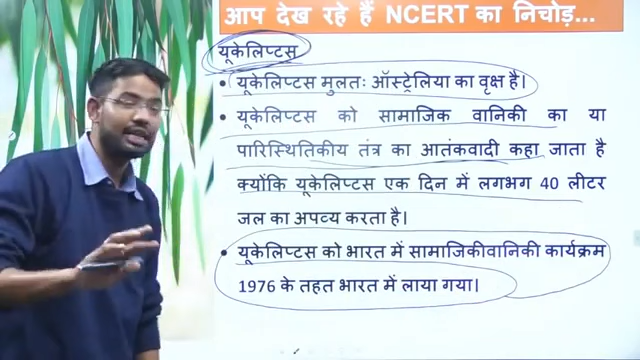 आप देख रहे हैं NCERT का निचोड़...
यूकेलिप्टस
• यूकेलिप्टस मुलतः ऑस्ट्रेलिया का वृक्ष है।
• यूकेलिप्टस को सामाजिक वानिकी का या
पारिस्थितिकीय तंत्र का आतंकवादी कहा जाता है
क्योंकि यूकेलिप्टस एक दिन में लगभग 40 लीटर
जल का अपव्य करता है।
• यूकेलिप्टस को भारत में सामाजिकीवानिकी कार्यक्रम
1976 के तहत भारत में लाया गया।